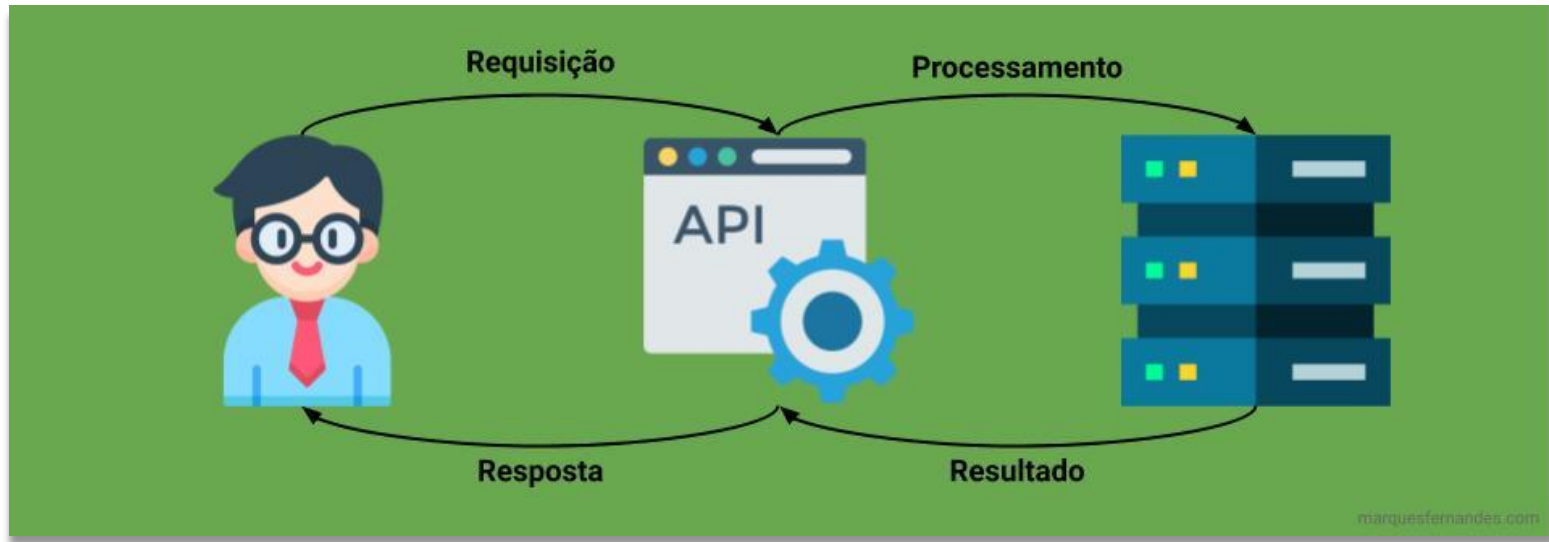 Requisição
Processamento
API
Resposta
Resultado
marquesfernandes.com